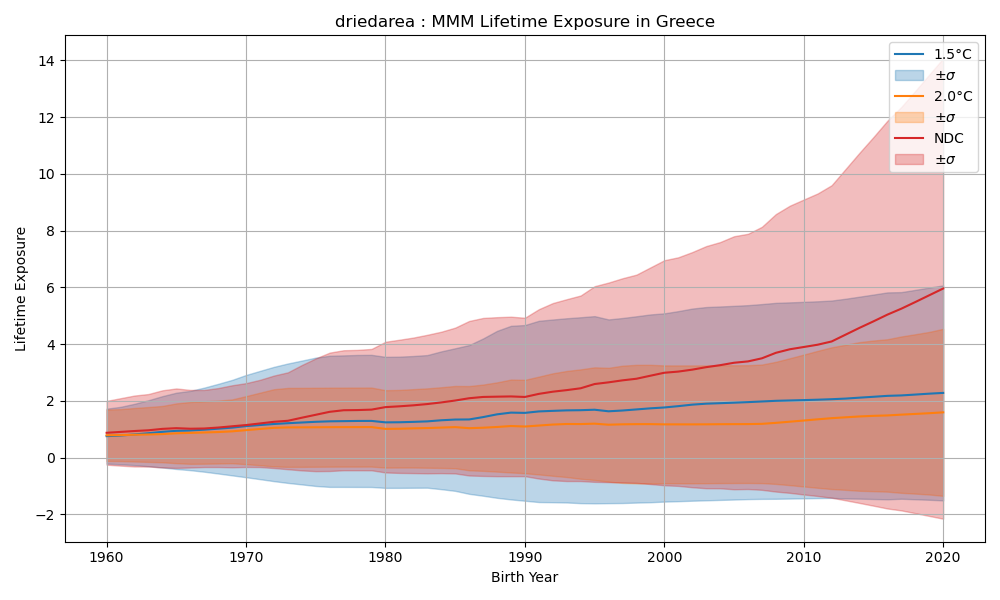 driedarea : MMM Lifetime Exposure in Greece
Lifetime Exposure
14
12
10
8
6
4
2
0
−2
1960
1970
1980
1990
2000
2010
2020
Birth Year
1.5°C
±σ
2.0°C
±σ
NDC
±σ